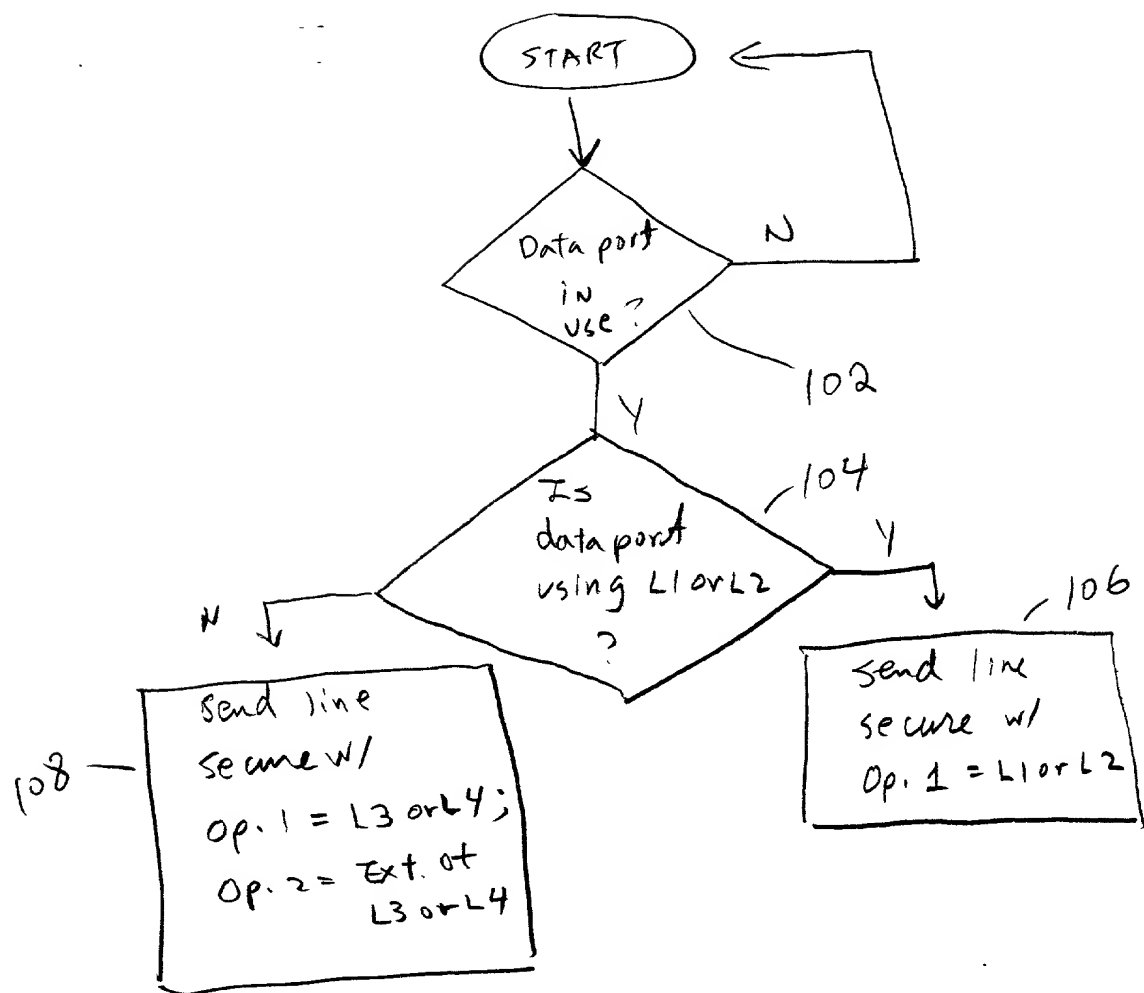 START
N
Data port
in
use?
102
Y
104
Is
data port
using L1 or L2
?
Y
N
106
send line
secure w/
Op. 1 = L1 or L2
108
send line
secure w/
Op. 1 = L3 or L4;
Op. 2 = Ext. of
L3 or L4